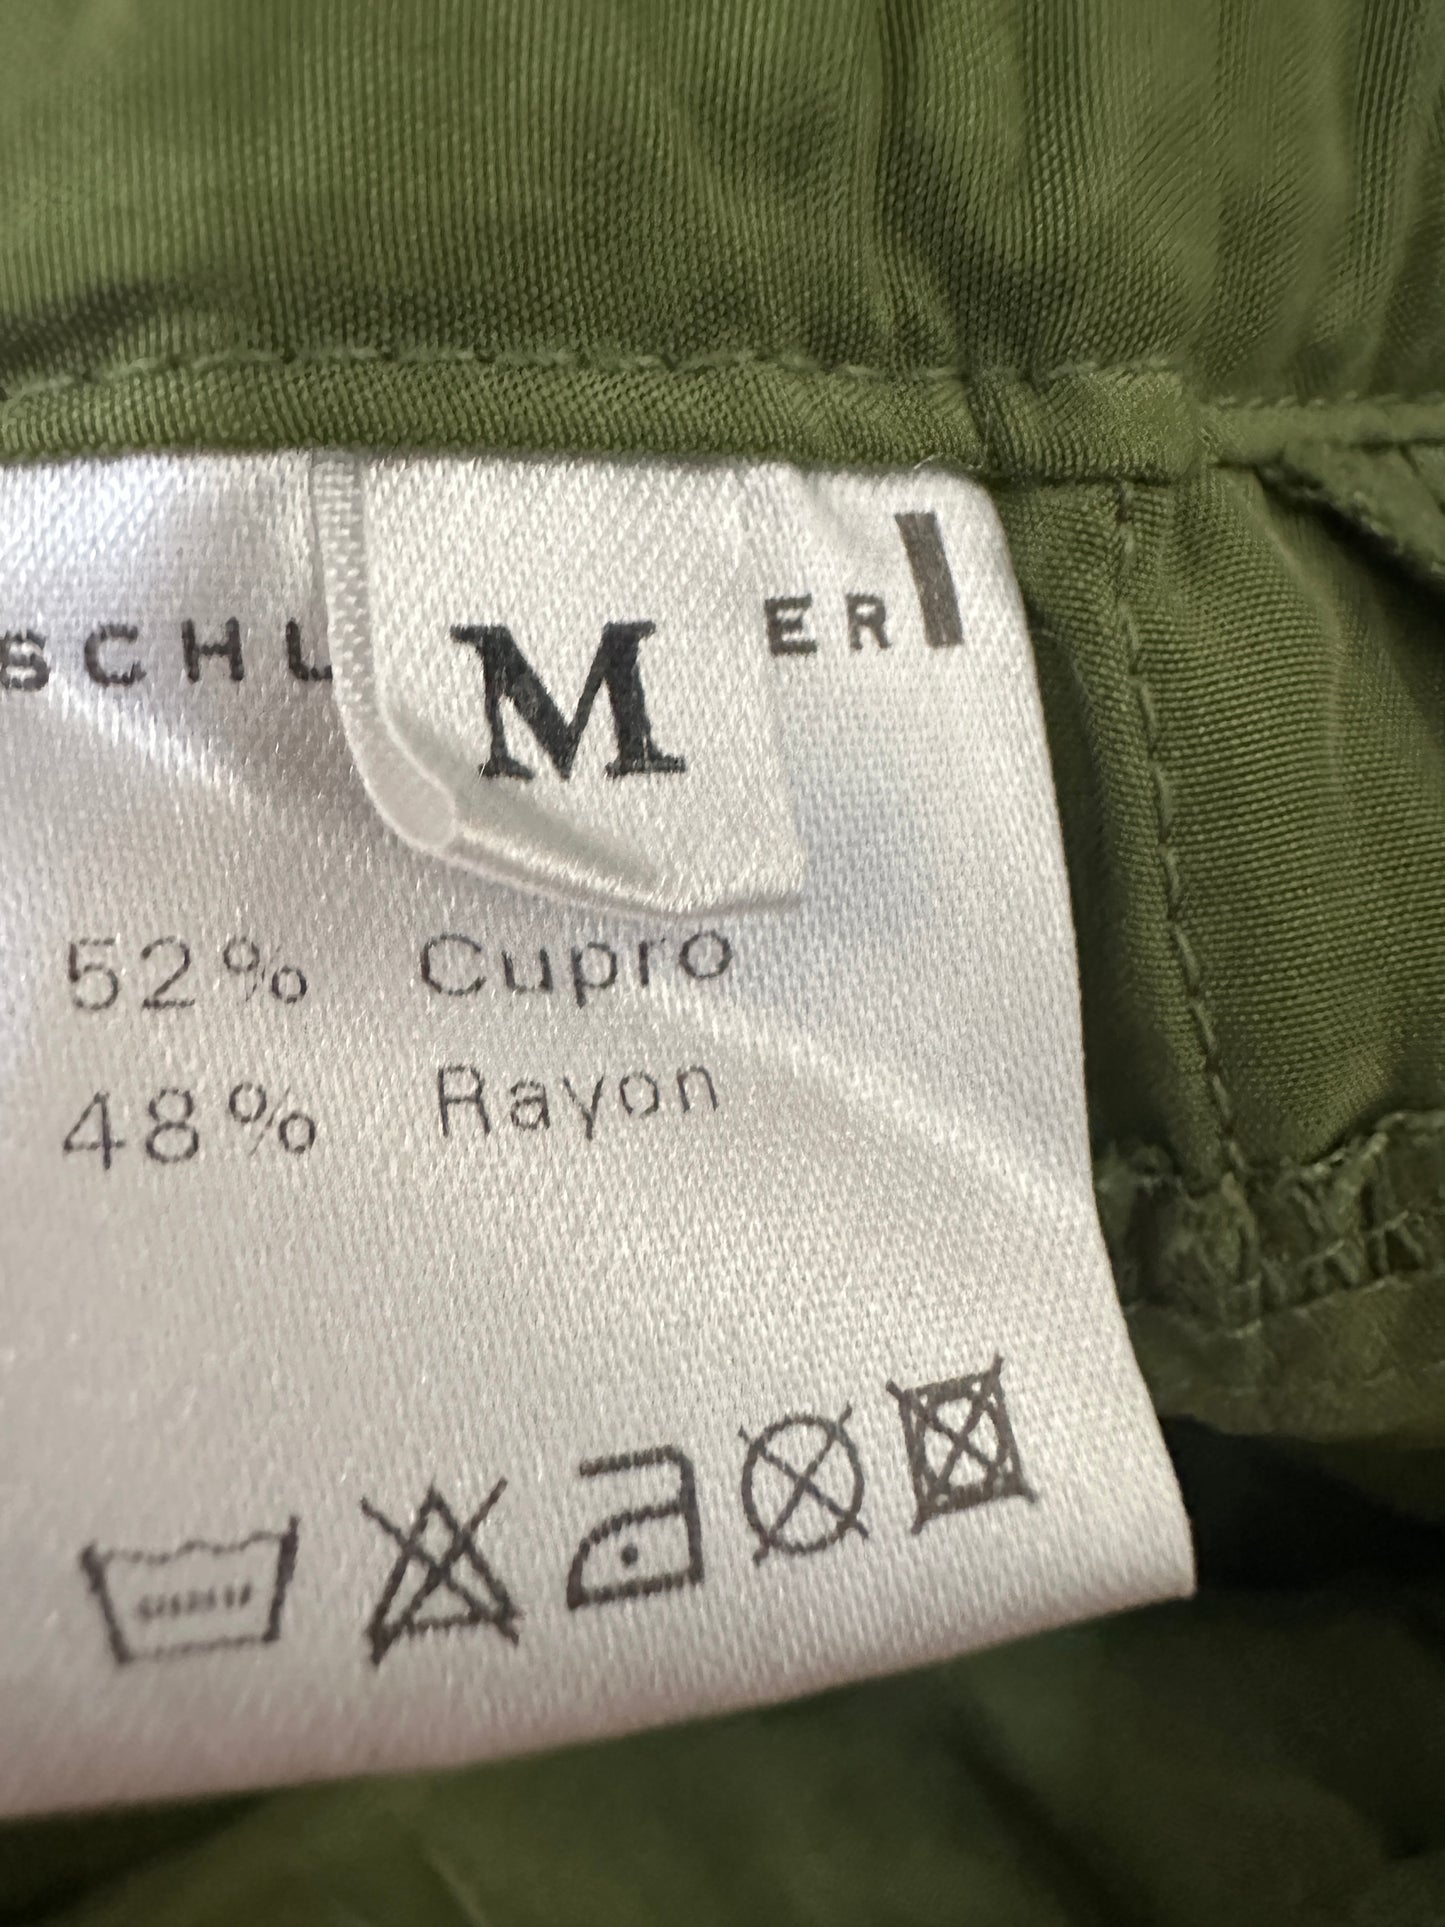 SCHL
M
ER
52% Cupro
48% Rayon